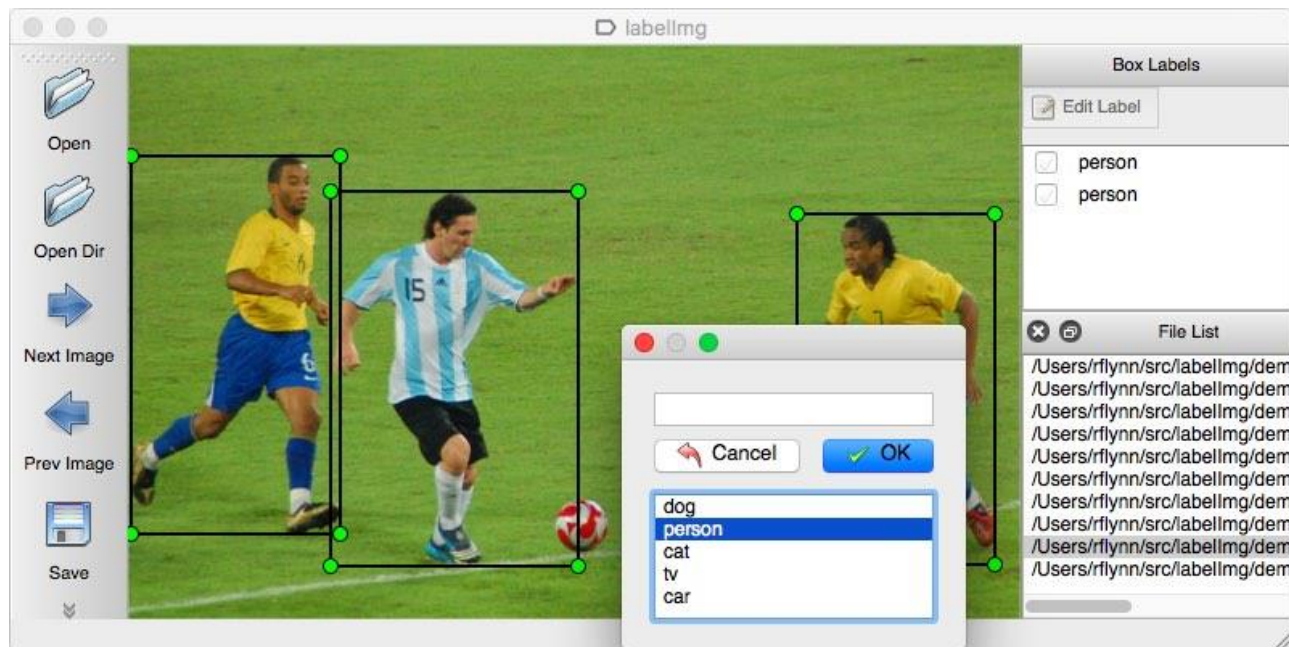 labelImg
Open
Open Dir
Next Image
Prev Image
Save
15
6
Box Labels
Edit Label
person
person
File List
/Users/rflynn/src/labelImg/dem
/Users/rflynn/src/labelImg/dem
/Users/rflynn/src/labelImg/dem
/Users/rflynn/src/labelImg/dem
/Users/rflynn/src/labelImg/dem
/Users/rflynn/src/labelImg/dem
/Users/rflynn/src/labelImg/dem
/Users/rflynn/src/labelImg/dem
/Users/rflynn/src/labelImg/dem
/Users/rflynn/src/labelImg/dem
Cancel
OK
dog
person
cat
tv
car